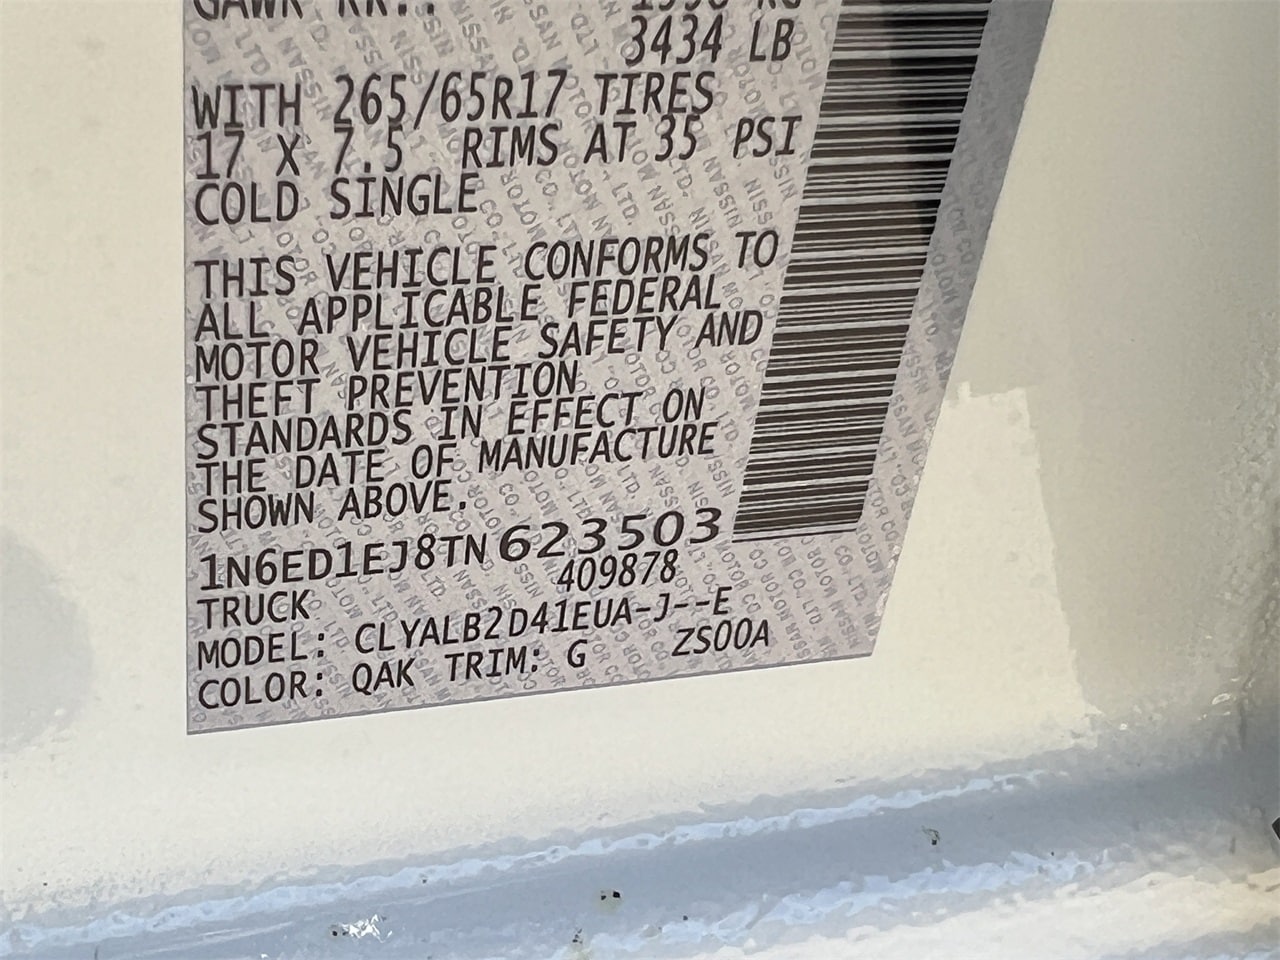 GAWR RR.:
3434 LB
WITH 265/65R17 TIRES
17 X 7.5 RIMS AT 35 PSI
COLD SINGLE
THIS VEHICLE CONFORMS TO
ALL APPLICABLE FEDERAL
MOTOR VEHICLE SAFETY AND
THEFT PREVENTION
STANDARDS IN EFFECT ON
THE DATE OF MANUFACTURE
SHOWN ABOVE.
1N6ED1EJ8TN623503
409878
TRUCK
MODEL: CLYALB2D41EUA-J--E
COLOR: QAK TRIM: G ZS00A